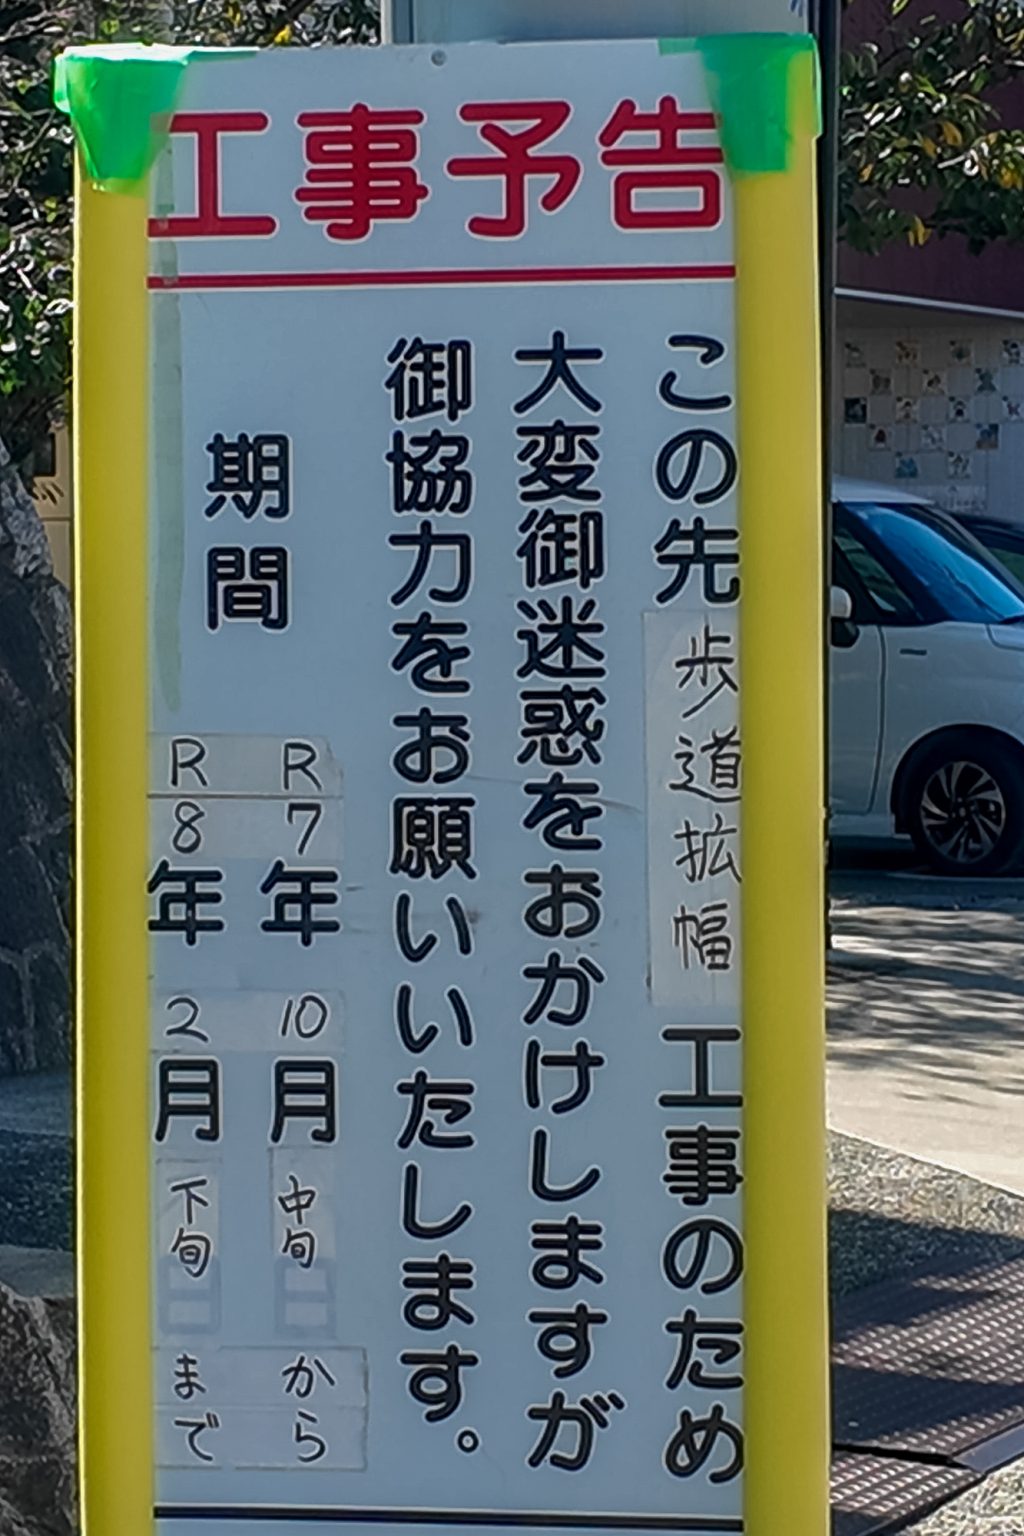 工事予告
この先歩道拡幅工事のため
大変御迷惑をおかけしますが
御協力をお願いいたします。
期間
R7年10月中旬から
R8年2月下旬まで